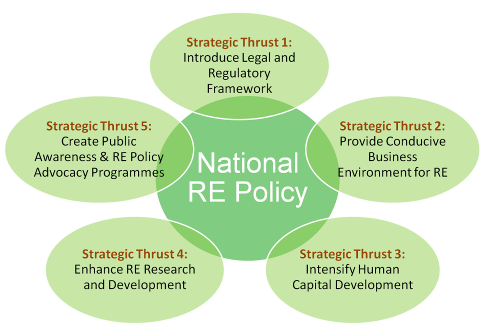 Strategic Thrust 1:
Introduce Legal and
Regulatory
Framework
Strategic Thrust 5:
Create Public
Awareness & RE Policy
Advocacy Programmes
National
RE Policy
Strategic Thrust 2:
Provide Conducive
Business
Environment for RE
Strategic Thrust 4:
Enhance RE Research
and Development
Strategic Thrust 3:
Intensify Human
Capital Development